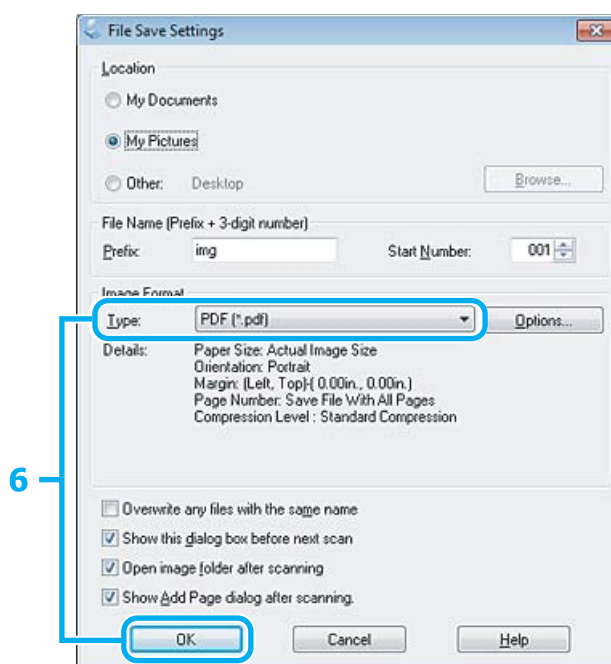 File Save Settings
Location
My Documents
My Pictures
Other: Desktop Browse...
File Name (Prefix + 3-digit number)
Prefix: img Start Number: 001
Image Format
Type: PDF (*.pdf) Options...
Details: Paper Size: Actual Image Size
Orientation: Portrait
Margin: (Left, Top)-( 0.00in., 0.00in.)
Page Number: Save File With All Pages
Compression Level : Standard Compression
6
Overwrite any files with the same name
Show this dialog box before next scan
Open image folder after scanning
Show Add Page dialog after scanning.
OK Cancel Help